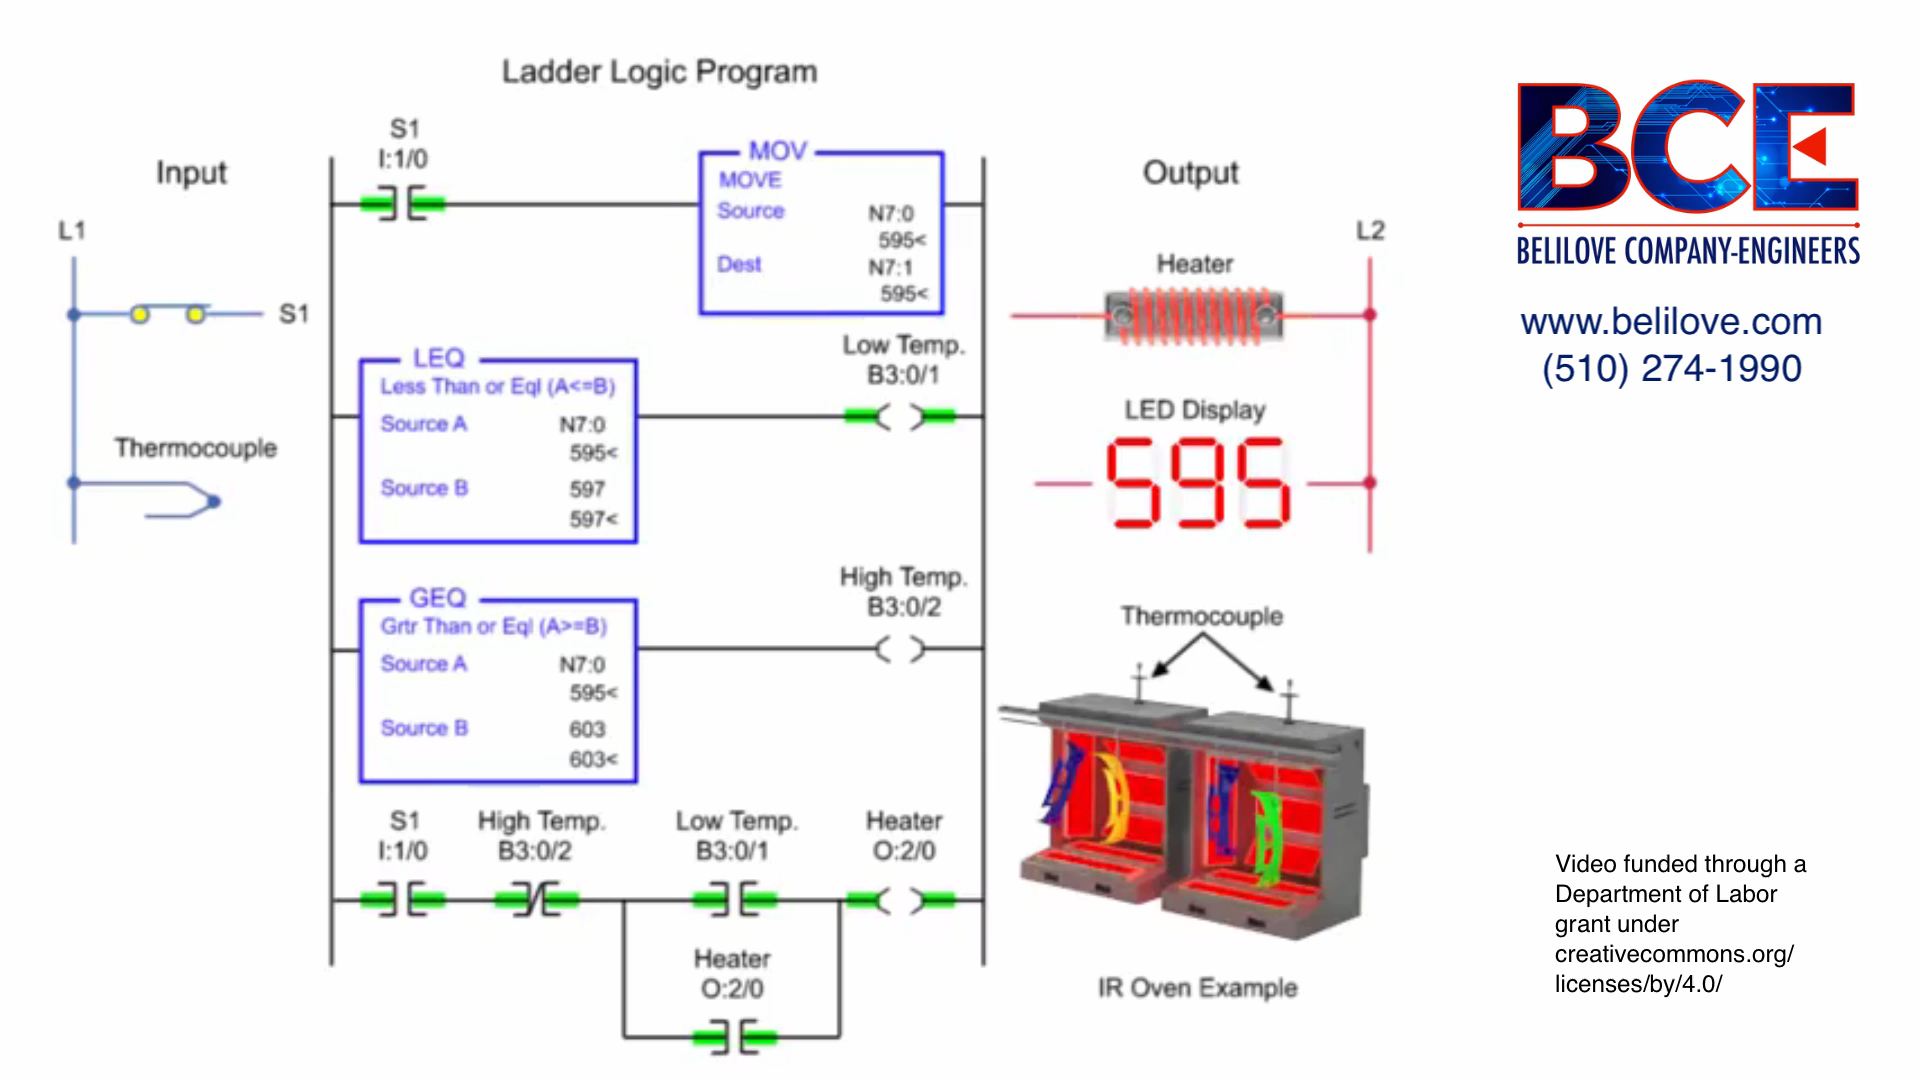 Ladder Logic Program
Input
L1
S1
Thermocouple
S1
I:1/0
MOV
MOVE
Source N7:0
595<
Dest N7:1
595<
LEQ
Less Than or Eql (A<=B)
Source A N7:0
595<
Source B 597
597<
Low Temp.
B3:0/1
GEQ
Grtr Than or Eql (A>=B)
Source A N7:0
595<
Source B 603
603<
High Temp.
B3:0/2
S1
I:1/0
High Temp.
B3:0/2
Low Temp.
B3:0/1
Heater
O:2/0
Heater
O:2/0
Output
L2
Heater
LED Display
595
Thermocouple
IR Oven Example
BCE
BELILOVE COMPANY-ENGINEERS
www.belilove.com
(510) 274-1990
Video funded through a
Department of Labor
grant under
creativecommons.org/
licenses/by/4.0/